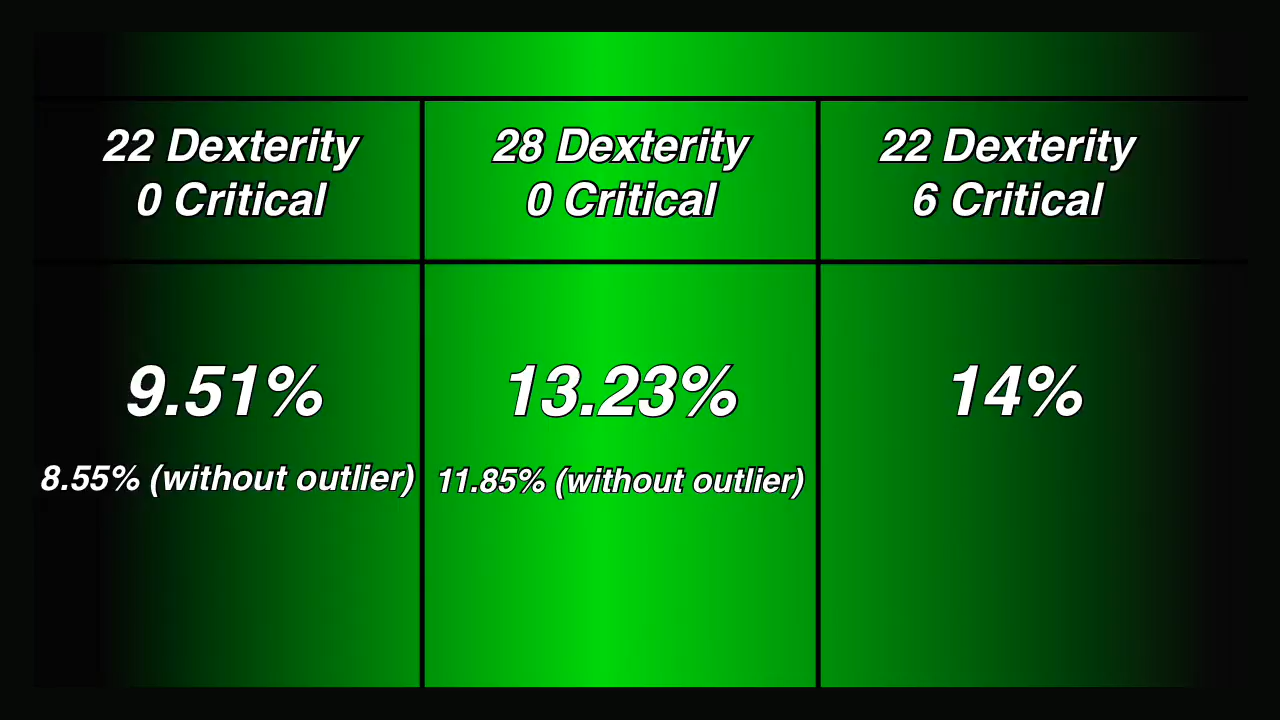 22 Dexterity
0 Critical
28 Dexterity
0 Critical
22 Dexterity
6 Critical
9.51%
13.23%
14%
8.55% (without outlier)
11.85% (without outlier)